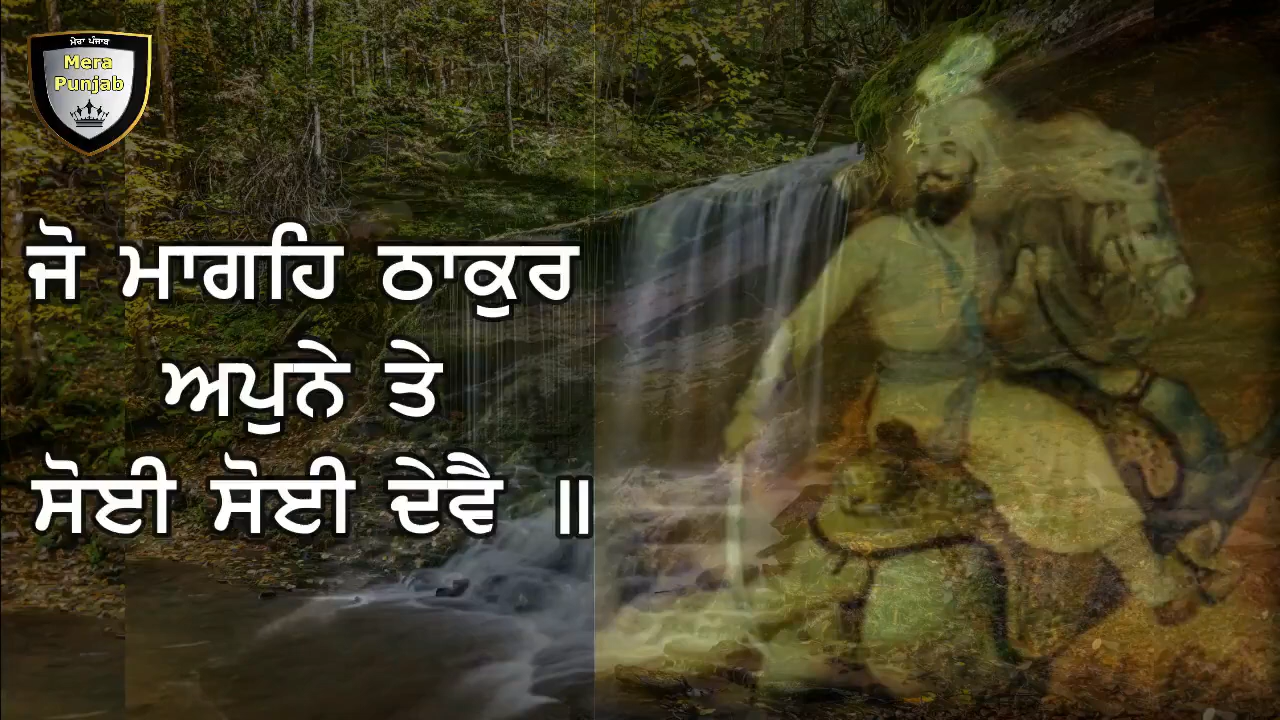 ਮੇਰਾ ਪੰਜਾਬ
Mera
Punjab
ਜੋ ਮਾਗਹਿ ਠਾਕੁਰ
ਅਪੁਨੇ ਤੇ
ਸੋਈ ਸੋਈ ਦੇਵੈ ॥